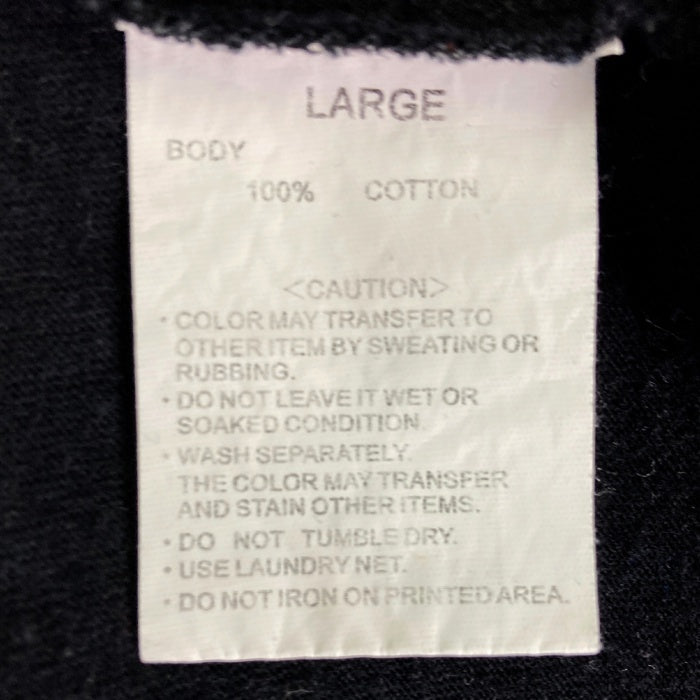 LARGE
BODY
100% COTTON
<CAUTION>
・COLOR MAY TRANSFER TO
OTHER ITEM BY SWEATING OR
RUBBING.
・DO NOT LEAVE IT WET OR
SOAKED CONDITION.
・WASH SEPARATELY.
THE COLOR MAY TRANSFER
AND STAIN OTHER ITEMS.
・DO NOT TUMBLE DRY.
・USE LAUNDRY NET.
・DO NOT IRON ON PRINTED AREA.